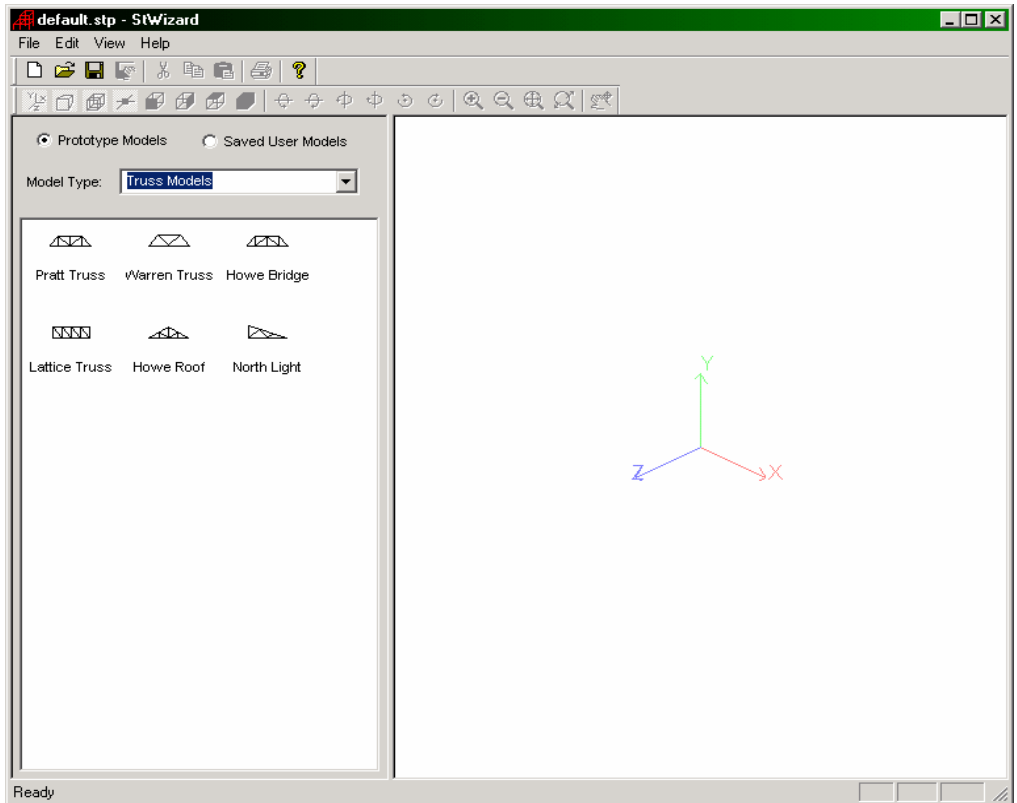 default.stp - StWizard
File Edit View Help
Prototype Models Saved User Models
Model Type: Truss Models
Pratt Truss Warren Truss Howe Bridge
Lattice Truss Howe Roof North Light
Y
Z X
Ready